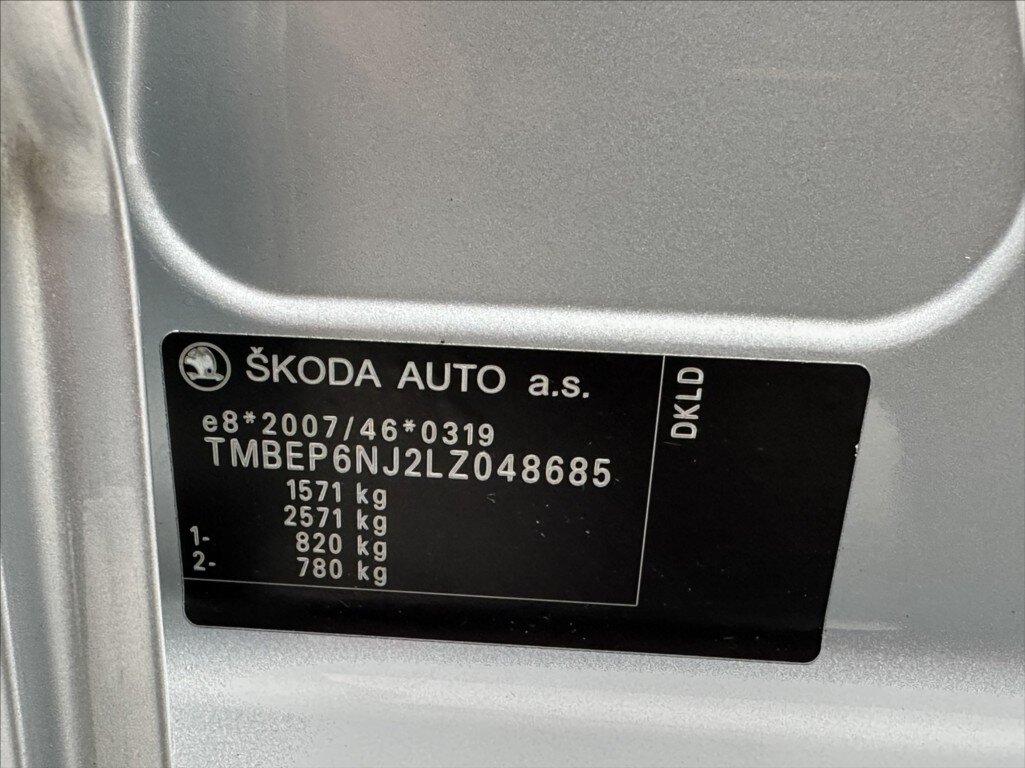 ŠKODA AUTO a.s.
e8*2007/46*0319
TMBEP6NJ2LZ048685
1571 kg
2571 kg
1- 820 kg
2- 780 kg
DKLD